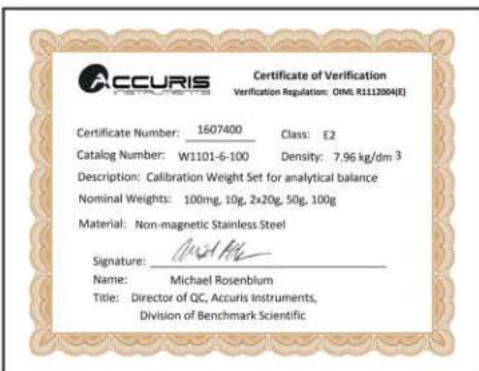 ACCURIS
INSTRUMENTS
Certificate of Verification
Verification Regulation: OIML R1112004(E)
Certificate Number: 1607400 Class: E2
Catalog Number: W1101-6-100 Density: 7.96 kg/dm 3
Description: Calibration Weight Set for analytical balance
Nominal Weights: 100mg, 10g, 2x20g, 50g, 100g
Material: Non-magnetic Stainless Steel
Signature:
Name: Michael Rosenblum
Title: Director of QC, Accuris Instruments,
Division of Benchmark Scientific